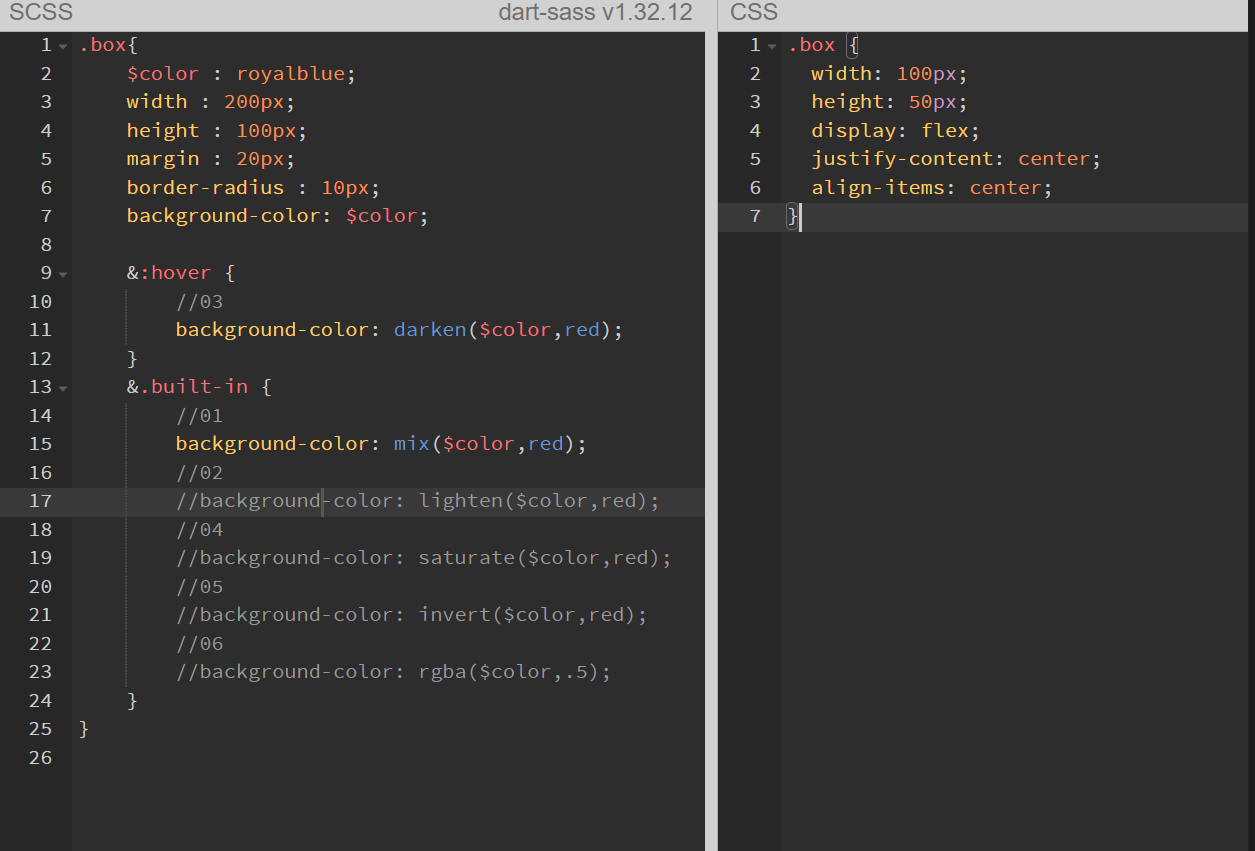 SCSS
dart-sass v1.32.12
1 .box{
2 $color : royalblue;
3 width : 200px;
4 height : 100px;
5 margin : 20px;
6 border-radius : 10px;
7 background-color: $color;
8
9 &:hover {
10 //03
11 background-color: darken($color,red);
12 }
13 &.built-in {
14 //01
15 background-color: mix($color,red);
16 //02
17 //background-color: lighten($color,red);
18 //04
19 //background-color: saturate($color,red);
20 //05
21 //background-color: invert($color,red);
22 //06
23 //background-color: rgba($color,.5);
24 }
25 }
26
CSS
1 .box {
2 width: 100px;
3 height: 50px;
4 display: flex;
5 justify-content: center;
6 align-items: center;
7 }